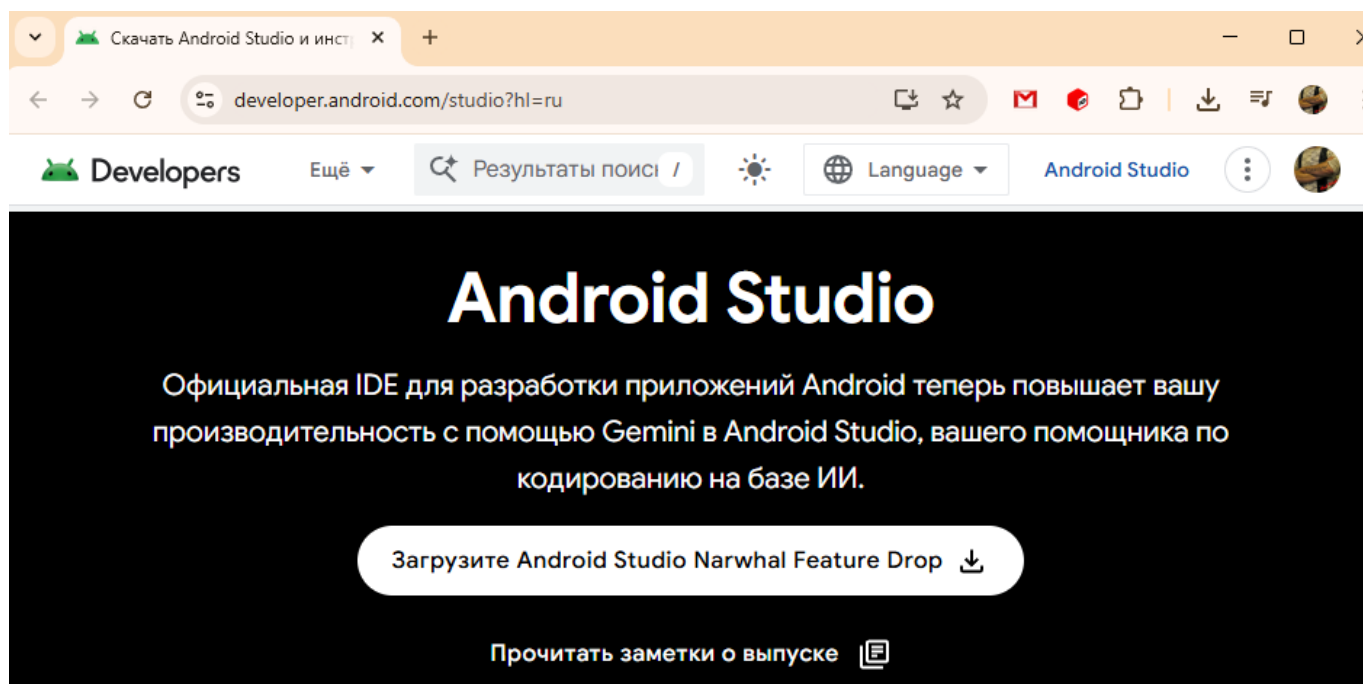 Скачать Android Studio и инст
developer.android.com/studio?hl=ru
Developers Ещё Результаты поиск / Language Android Studio
Android Studio
Официальная IDE для разработки приложений Android теперь повышает вашу
производительность с помощью Gemini в Android Studio, вашего помощника по
кодированию на базе ИИ.
Загрузите Android Studio Narwhal Feature Drop
Прочитать заметки о выпуске